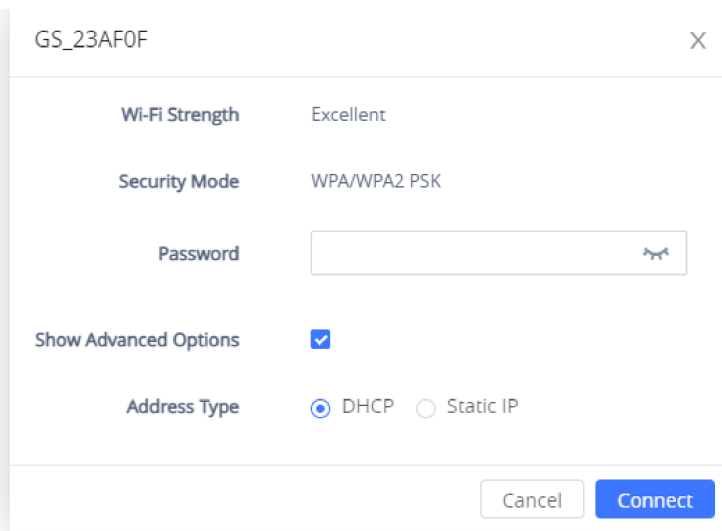 GS_23AF0F X
Wi-Fi Strength Excellent
Security Mode WPA/WPA2 PSK
Password
Show Advanced Options
Address Type DHCP Static IP
Cancel Connect